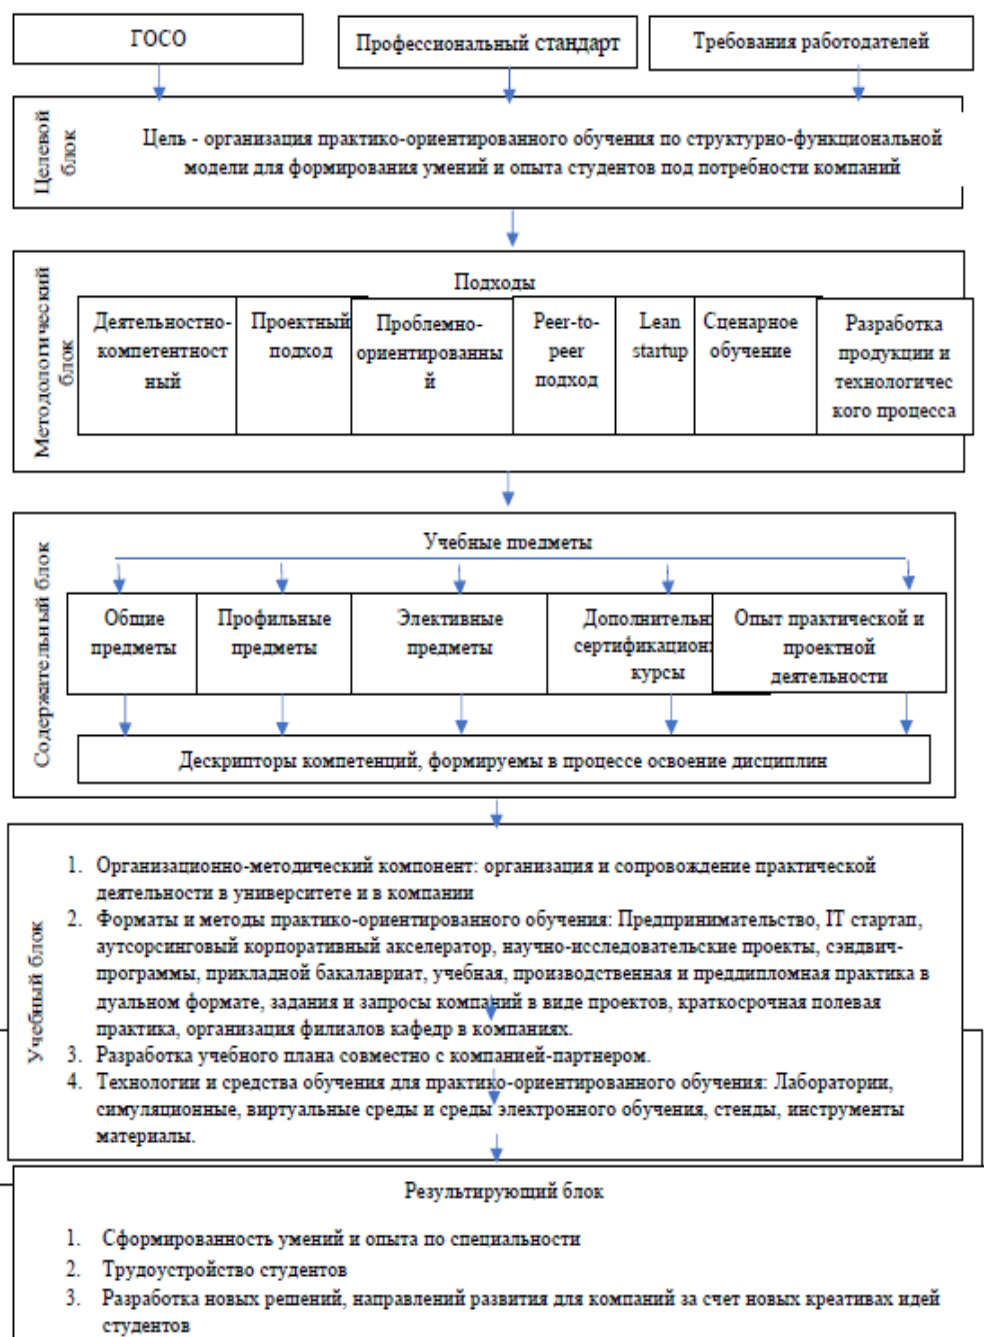 ГОСО
Профессиональный стандарт
Требования работодателей
Целевой
блок
Цель - организация практико-ориентированного обучения по структурно-функциональной
модели для формирования умений и опыта студентов под потребности компаний
Методологический
блок
Подходы
Деятельностно-
компетентност
ный
Проектный
подход
Проблемно-
ориентированны
й
Peer-to-
peer
подход
Lean
startup
Сценарное
обучение
Разработка
продукции и
технологичес
кого процесса
Содержательный блок
Учебные предметы
Общие
предметы
Профильные
предметы
Элективные
предметы
Дополнительн
сертификацион
курсы
Опыт практической и
проектной
деятельности
Дескрипторы компетенций, формируемы в процессе освоение дисциплин
Учебный блок
1. Организационно-методический компонент: организация и сопровождение практической
деятельности в университете и в компании
2. Форматы и методы практико-ориентированного обучения: Предпринимательство, IT стартап,
аутсорсинговый корпоративный акселератор, научно-исследовательские проекты, сэндвич-
программы, прикладной бакалавриат, учебная, производственная и преддипломная практика в
дуальном формате, задания и запросы компаний в виде проектов, краткосрочная полевая
практика, организация филиалов кафедр в компаниях.
3. Разработка учебного плана совместно с компанией-партнером.
4. Технологии и средства обучения для практико-ориентированного обучения: Лаборатории,
симуляционные, виртуальные среды и среды электронного обучения, стенды, инструменты
материалы.
Результирующий блок
1. Сформированность умений и опыта по специальности
2. Трудоустройство студентов
3. Разработка новых решений, направлений развития для компаний за счет новых креативах идей
студентов